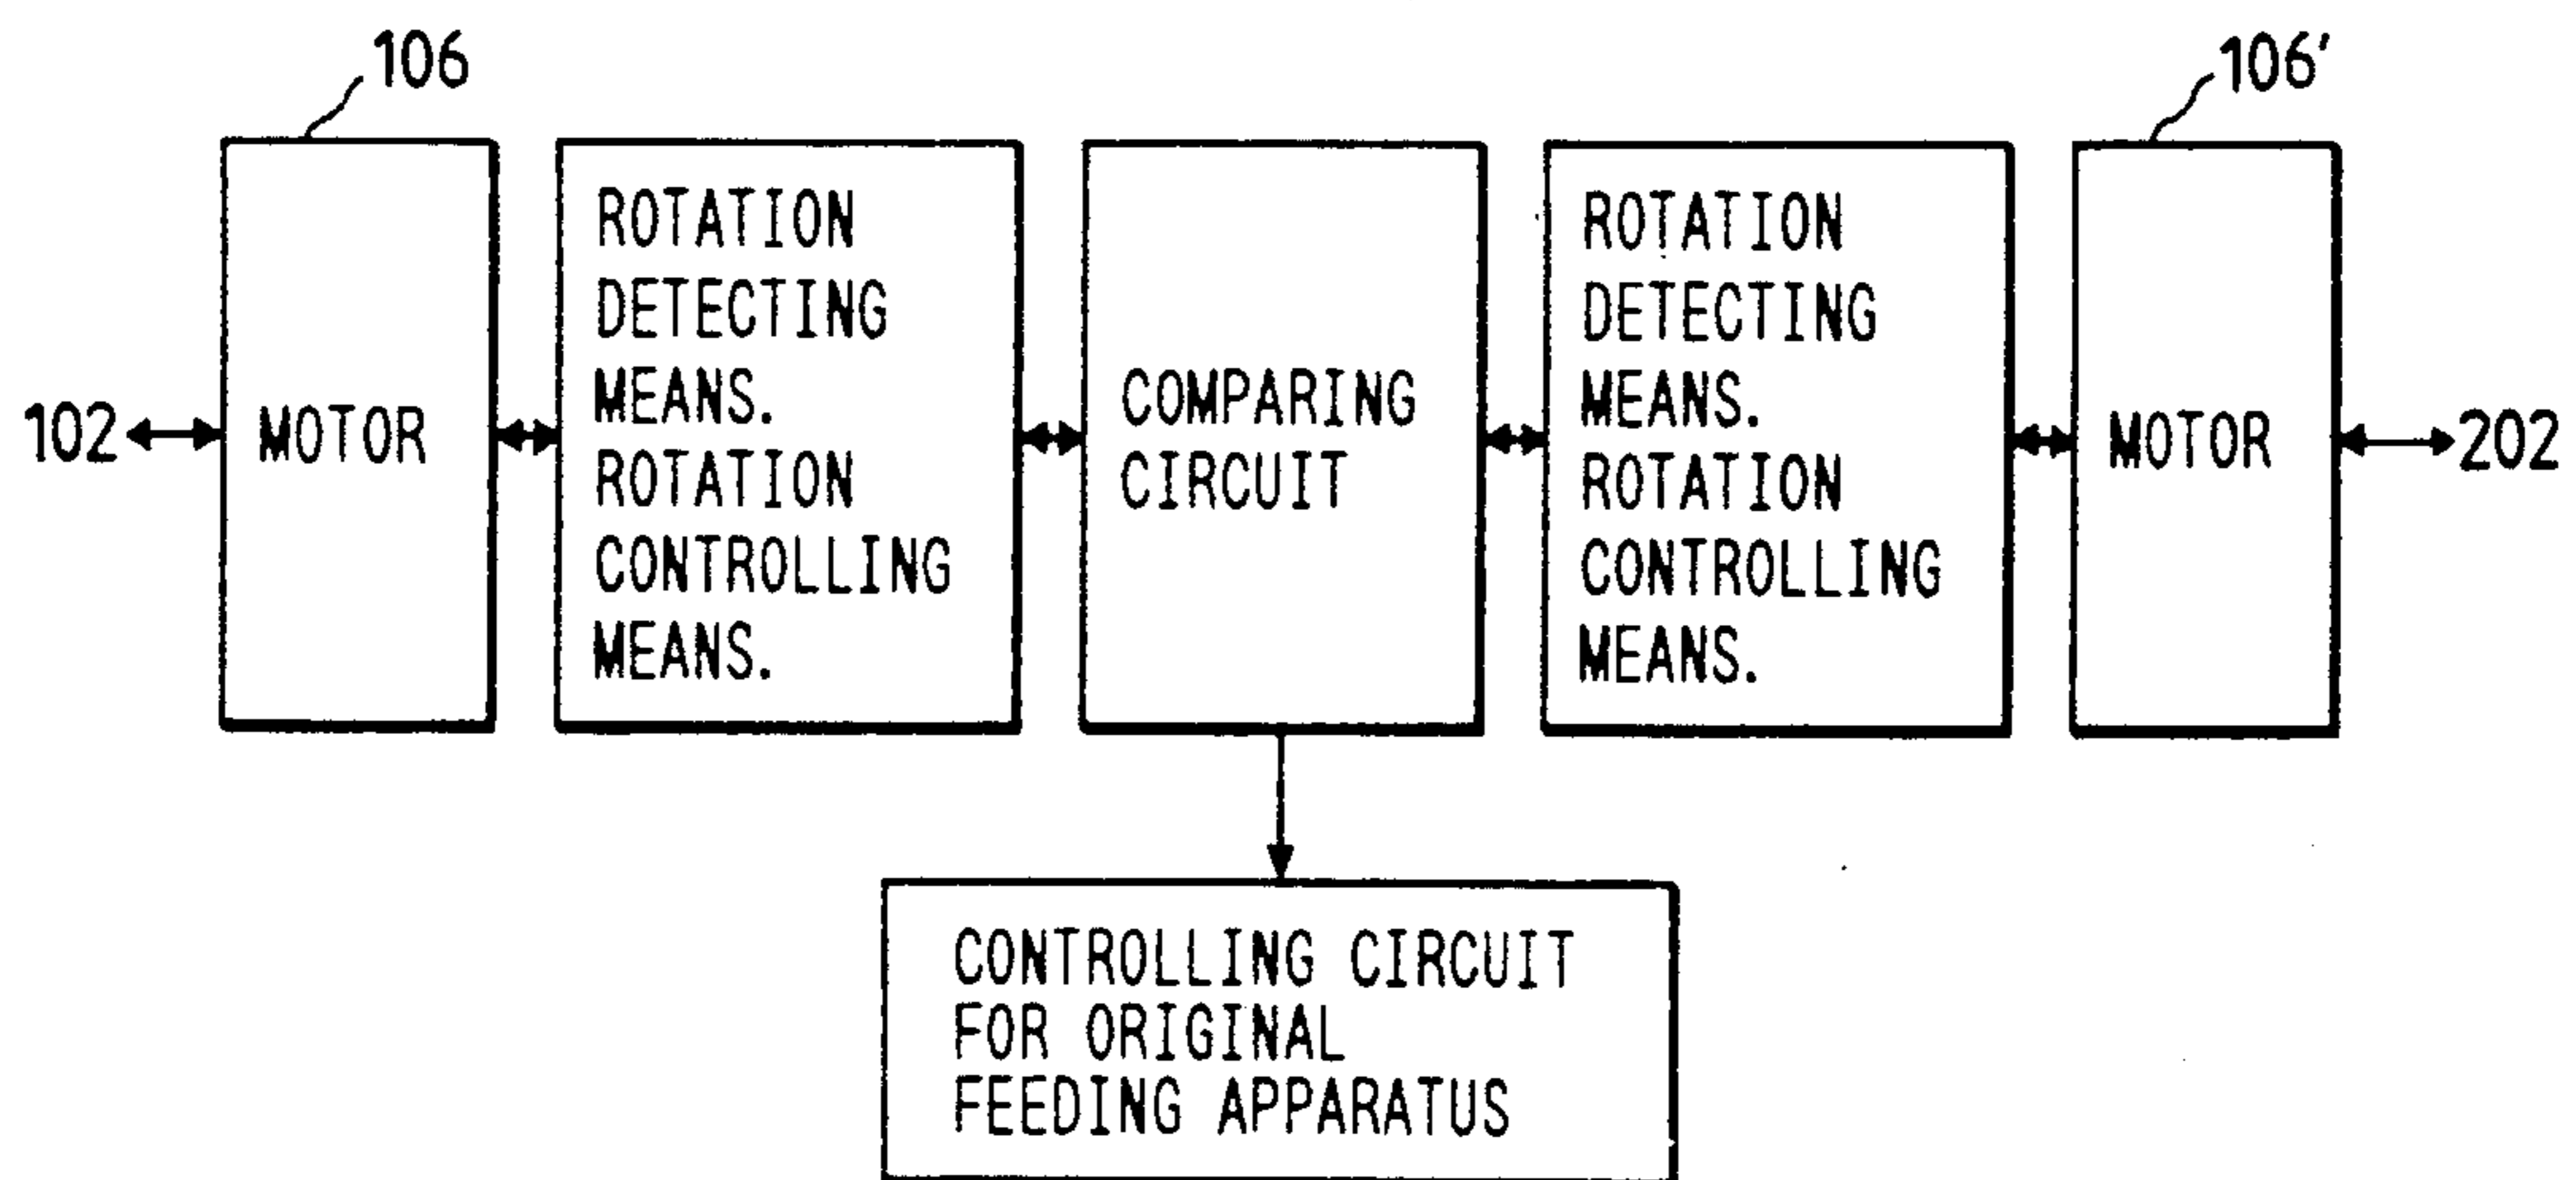 106
106'
102
MOTOR
ROTATION
DETECTING
MEANS.
ROTATION
CONTROLLING
MEANS.
COMPARING
CIRCUIT
ROTATION
DETECTING
MEANS.
ROTATION
CONTROLLING
MEANS.
MOTOR
202
CONTROLLING CIRCUIT
FOR ORIGINAL
FEEDING APPARATUS